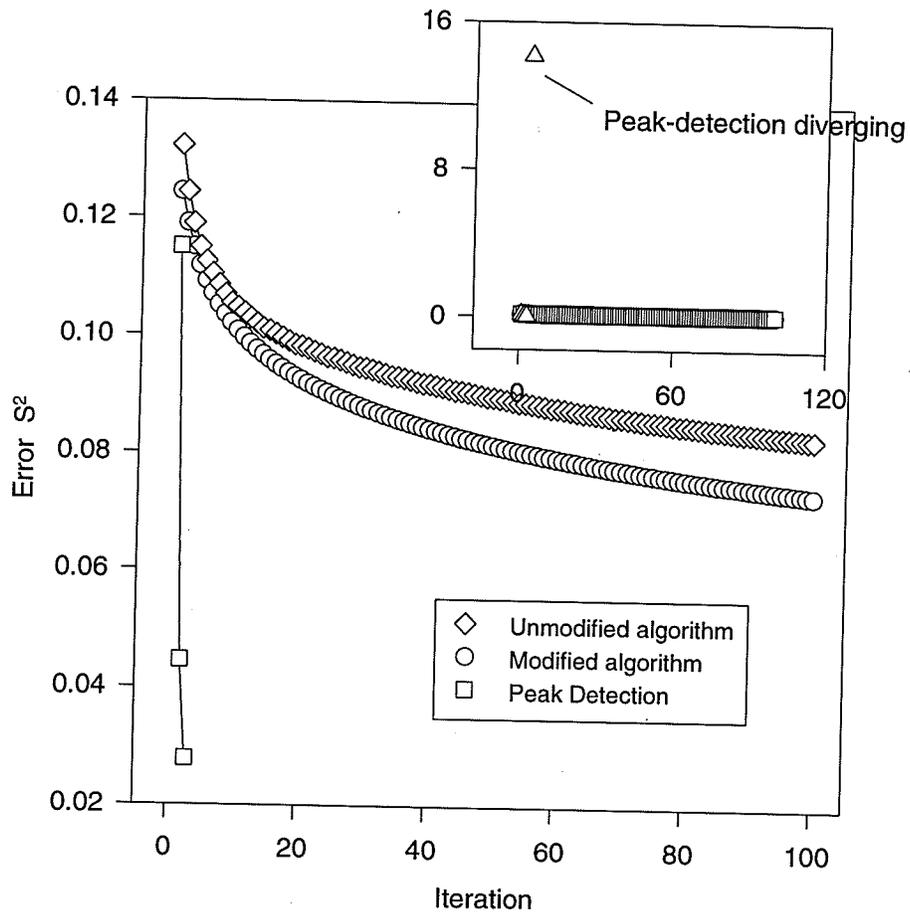 16
Peak-detection diverging
8
0
0 60 120
0.14
0.12
0.10
0.08
0.06
0.04
0.02
Error S²
Unmodified algorithm
Modified algorithm
Peak Detection
0 20 40 60 80 100
Iteration